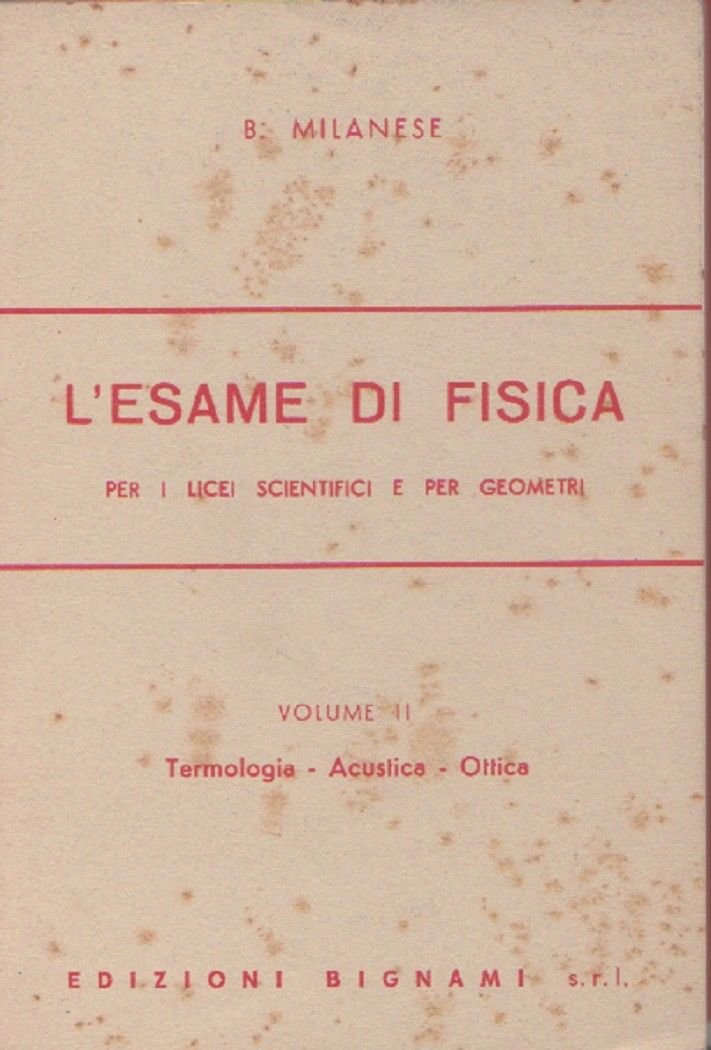 B. MILANESE
L'ESAME DI FISICA
PER I LICEI SCIENTIFICI E PER GEOMETRI
VOLUME II
Termologia - Acustica - Ottica
EDIZIONI BIGNAMI s.r.l.